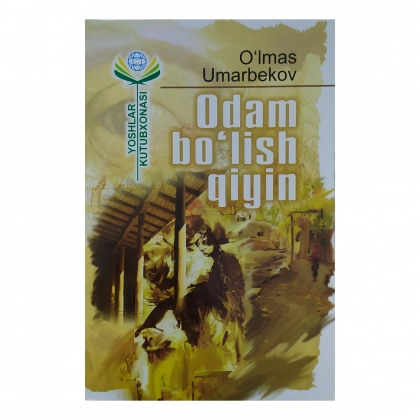 O‘lmas
Umarbekov
Odam
bo‘lish
qiyin
YOSHLAR
KUTUBXONASI